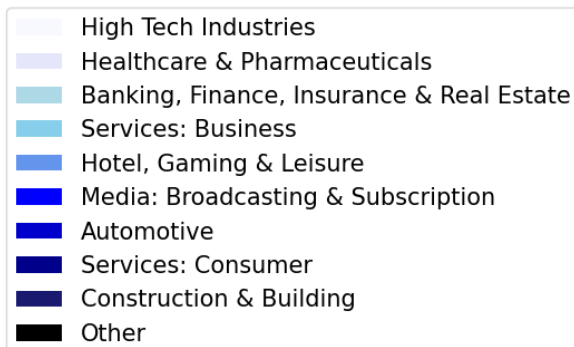 High Tech Industries
Healthcare & Pharmaceuticals
Banking, Finance, Insurance & Real Estate
Services: Business
Hotel, Gaming & Leisure
Media: Broadcasting & Subscription
Automotive
Services: Consumer
Construction & Building
Other